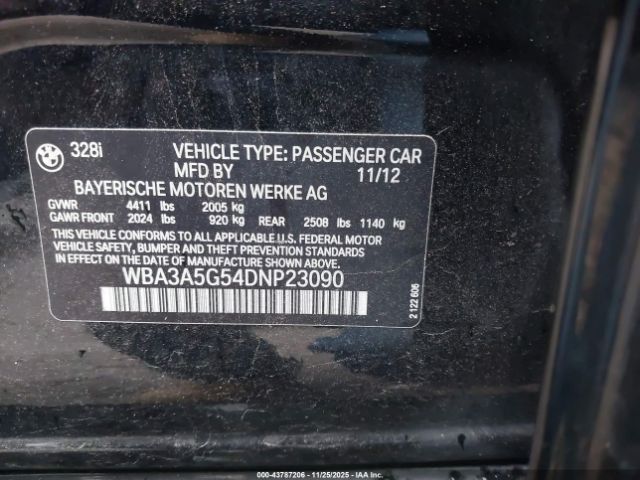 BMW
328i VEHICLE TYPE: PASSENGER CAR
MFD BY 11/12
BAYERISCHE MOTOREN WERKE AG
GVWR 4411 lbs 2005 kg
GAWR FRONT 2024 lbs 920 kg REAR 2508 lbs 1140 kg
THIS VEHICLE CONFORMS TO ALL APPLICABLE U.S. FEDERAL MOTOR
VEHICLE SAFETY, BUMPER AND THEFT PREVENTION STANDARDS
IN EFFECT ON THE DATE OF MANUFACTURE SHOWN ABOVE.
WBA3A5G54DNP23090
2 122 606
000-43787206 - 11/25/2025 - IAA Inc.